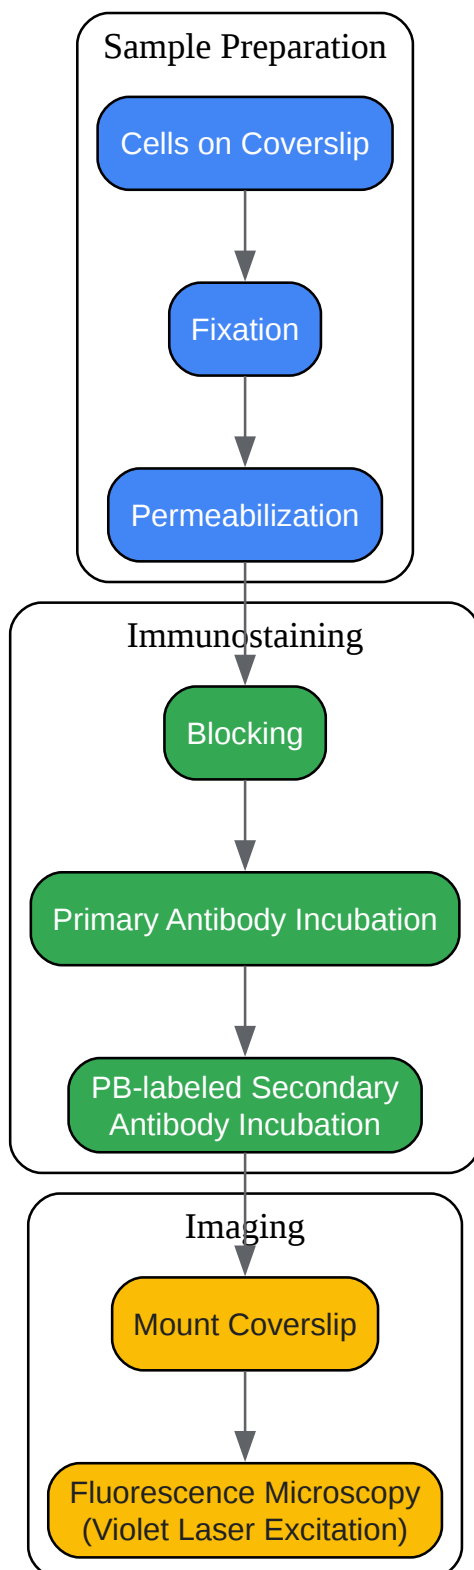 Sample Preparation
Cells on Coverslip
Fixation
Permeabilization
Immunostaining
Blocking
Primary Antibody Incubation
PB-labeled Secondary
Antibody Incubation
Imaging
Mount Coverslip
Fluorescence Microscopy
(Violet Laser Excitation)